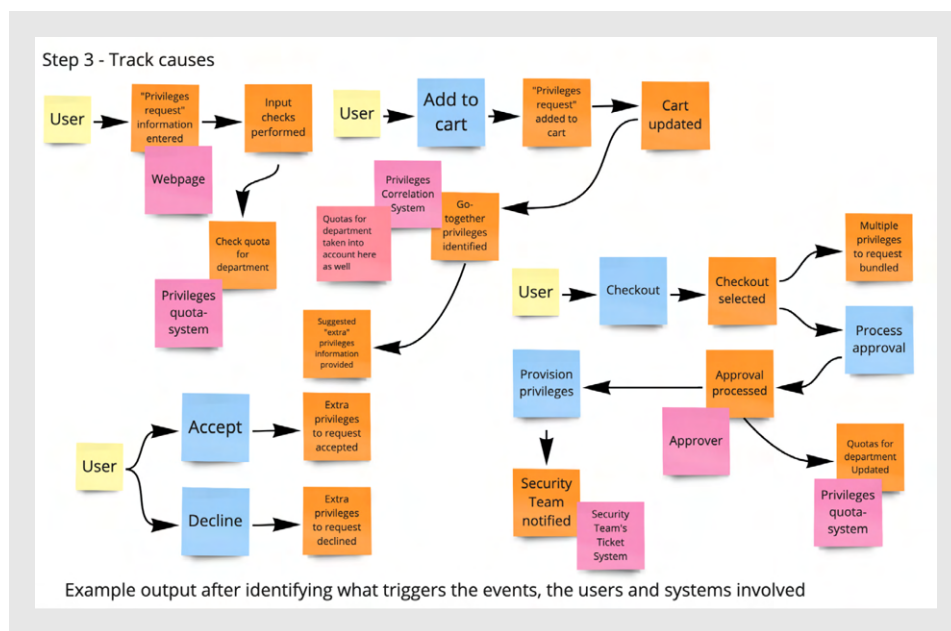 Step 3 - Track causes
User
"Privileges
request"
information
entered
Webpage
Input
checks
performed
Check quota
for
department
Privileges
quota-
system
User
Add to
cart
"Privileges
request"
added to
cart
Cart
updated
Privileges
Correlation
System
Quotas for
department
taken into
account here
as well
Go-
together
privileges
identified
Suggested
"extra"
privileges
information
provided
User
Accept
Extra
privileges
to request
accepted
Decline
Extra
privileges
to request
declined
User
Checkout
Checkout
selected
Multiple
privileges
to request
bundled
Process
approval
Approval
processed
Approver
Provision
privileges
Quotas for
department
Updated
Privileges
quota-
system
Security
Team
notified
Security
Team's
Ticket
System
Example output after identifying what triggers the events, the users and systems involved